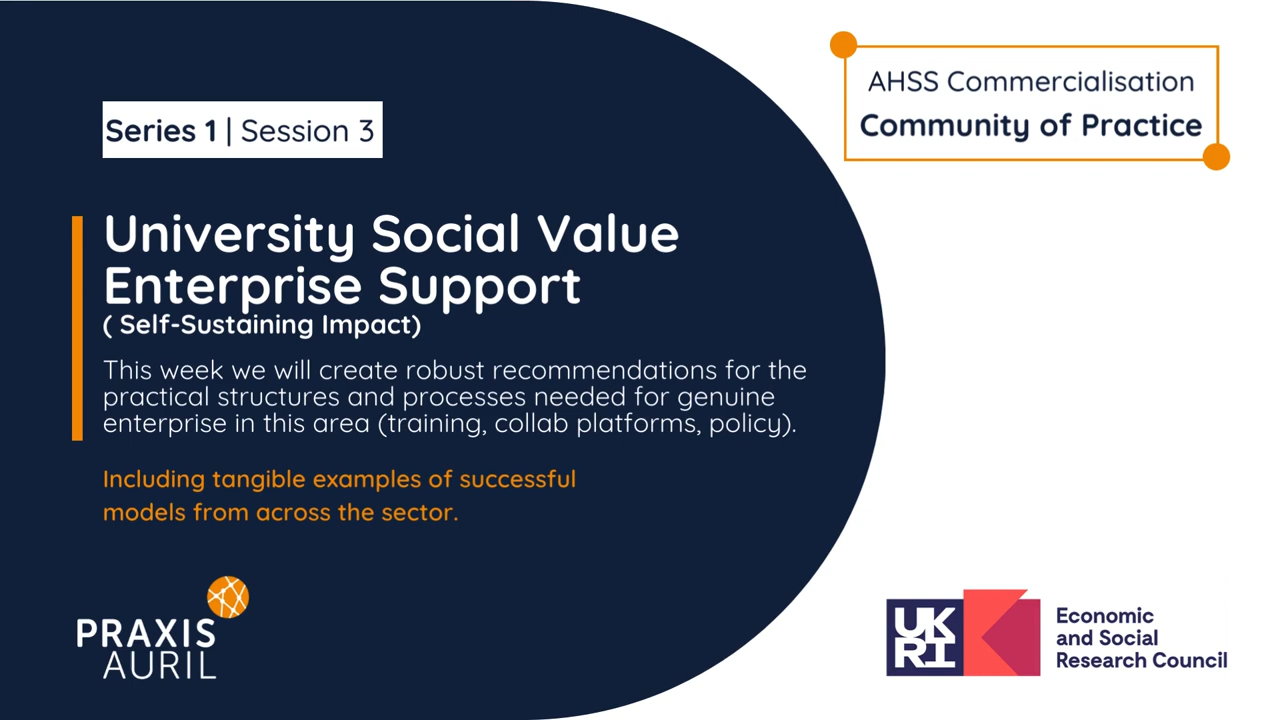 Series 1 | Session 3
AHSS Commercialisation
Community of Practice
University Social Value
Enterprise Support
( Self-Sustaining Impact)
This week we will create robust recommendations for the
practical structures and processes needed for genuine
enterprise in this area (training, collab platforms, policy).
Including tangible examples of successful
models from across the sector.
PRAXIS
AURIL
UK
RI
Economic
and Social
Research Council